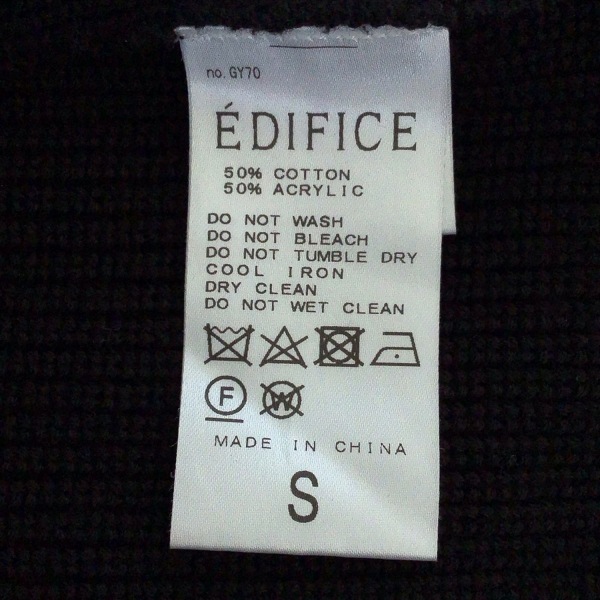 no. GY70
ÉDIFICE
50% COTTON
50% ACRYLIC
DO NOT WASH
DO NOT BLEACH
DO NOT TUMBLE DRY
COOL IRON
DRY CLEAN
DO NOT WET CLEAN
F W
MADE IN CHINA
S